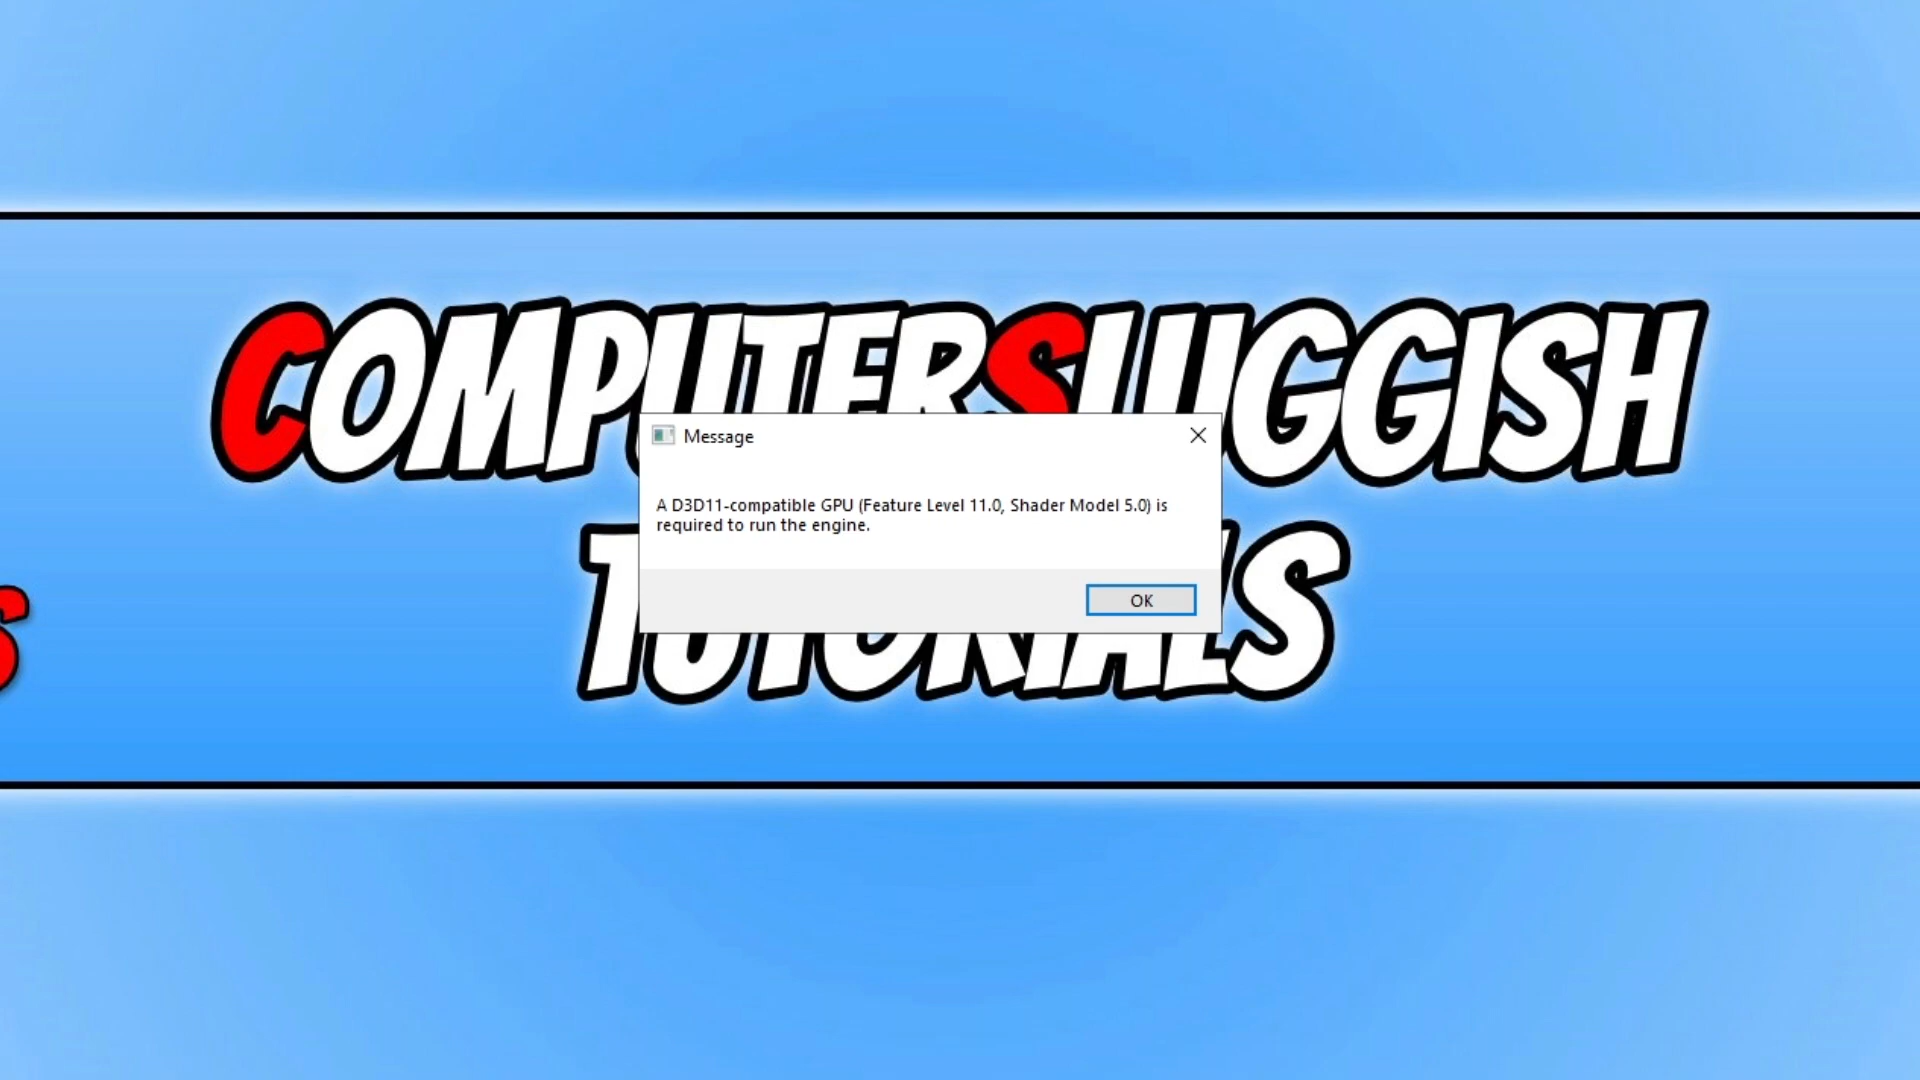 COMPUTERSLUGGISH
Message
A D3D11-compatible GPU (Feature Level 11.0, Shader Model 5.0) is
required to run the engine.
OK
TUTORIALS
S